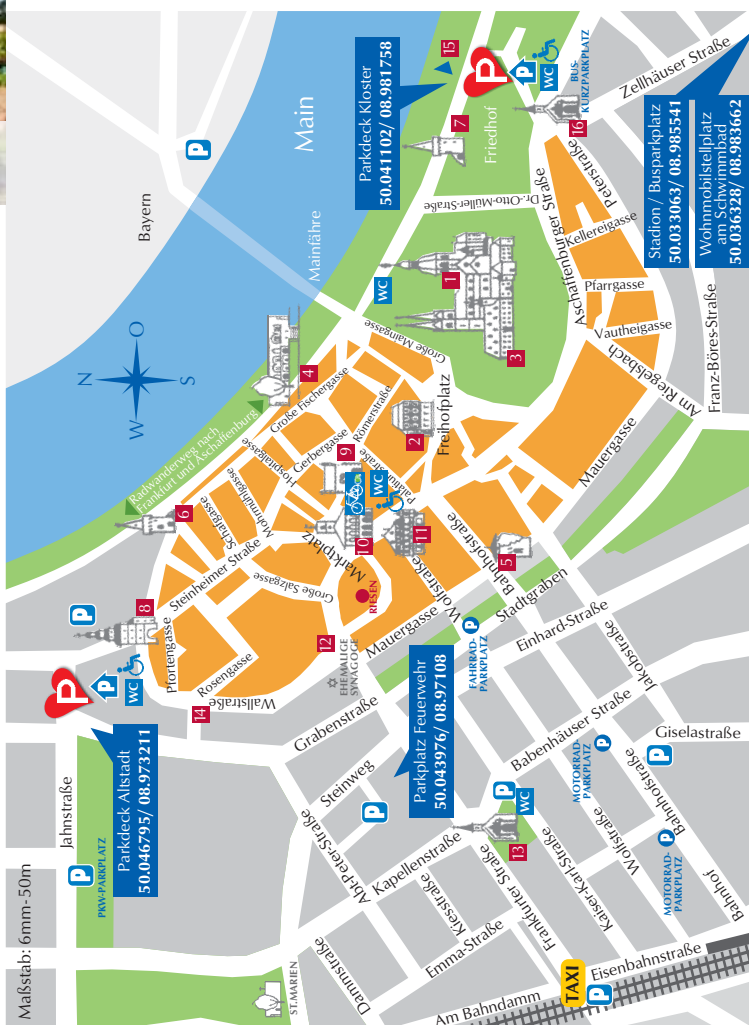 Maßstab: 6mm-50m
Jahnstraße
P
PKW-PARKPLATZ
Parkdeck Altstadt
50.046795/ 08.973211
P
P
WC
P
ST.MARIEN
Bayern
P
Main
Mainfähre
N
O
S
W
Radwanderweg nach
Frankfurt und Aschaffenburg
Parkdeck Kloster
50.041102/ 08.981758
15
P
P
WC
BUS-
KURZPARKPLATZ
Zellhäuser Straße
16
7
Friedhof
Dr.-Otto-Müller-Straße
Stadion / Busparkplatz
50.033063/ 08.985541
Wohnmobilstellplatz
am Schwimmbad
50.036328/ 08.983662
Peterstraße
Aschaffenburger Straße
Kellereigasse
Pfarrgasse
Vautheigasse
Am Riegelsbach
Franz-Böres-Straße
WC
1
3
Große Maingasse
4
Große Fischergasse
Römerstraße
Gerbergasse
Hospitalgasse
Mohrmühlgasse
Scharfgasse
6
Steinheimer Straße
8
Pfortengasse
Rosengasse
Wallstraße
14
Große Salzgasse
Marktplatz
RIESEN
9
WC
10
11
2
Freihofplatz
Wolfstraße
Bahnhofstraße
5
Mauergasse
Mauergasse
12
EHEMALIGE
SYNAGOGE
Stadtgraben
Einhard-Straße
P
FAHRRAD-
PARKPLATZ
Jakobstraße
Grabenstraße
Steinweg
Parkplatz Feuerwehr
50.043976/ 08.97108
P
Abt-Peter-Straße
Kapellenstraße
Kiesstraße
Emma-Straße
Dammstraße
Frankfurter Straße
13
P
WC
Babenhäuser Straße
MOTORRAD-
PARKPLATZ
P
Giselastraße
P
Bahnhofstraße
Wolfstraße
Kaiser-Karl-Straße
MOTORRAD-
PARKPLATZ
P
Bahnhof
Eisenbahnstraße
TAXI
P
Am Bahndamm